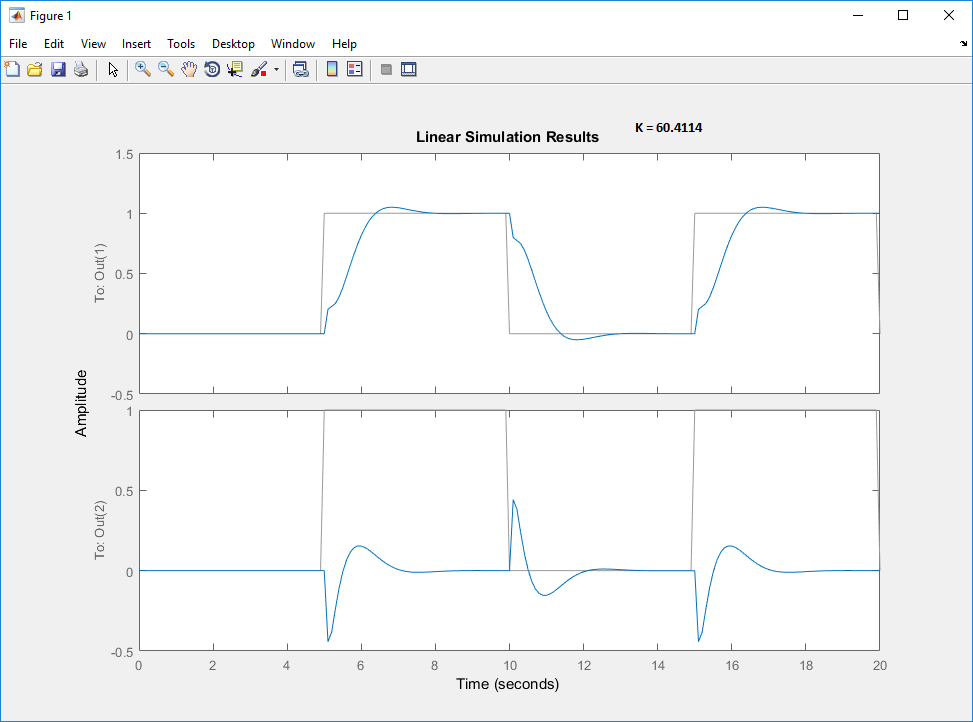 Figure 1
File Edit View Insert Tools Desktop Window Help
K = 60.4114
Linear Simulation Results
1.5
1
0.5
0
-0.5
To: Out(1)
Amplitude
1
0.5
0
-0.5
To: Out(2)
0 2 4 6 8 10 12 14 16 18 20
Time (seconds)